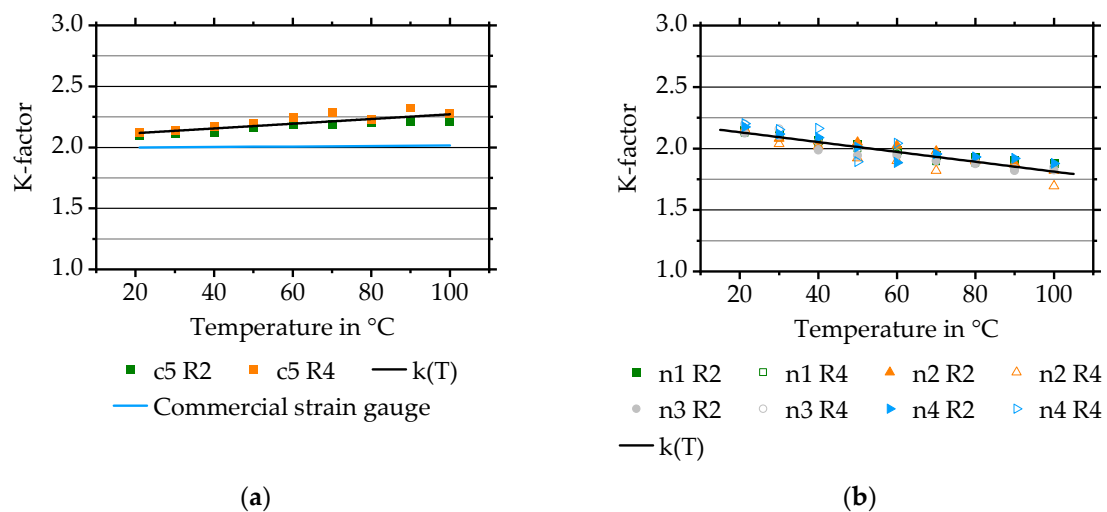 3.0
2.5
2.0
1.5
1.0
K-factor
20 40 60 80 100
Temperature in °C
c5 R2 c5 R4 k(T)
Commercial strain gauge
(a)
3.0
2.5
2.0
1.5
1.0
K-factor
20 40 60 80 100
Temperature in °C
n1 R2 n1 R4 n2 R2 n2 R4
n3 R2 n3 R4 n4 R2 n4 R4
k(T)
(b)